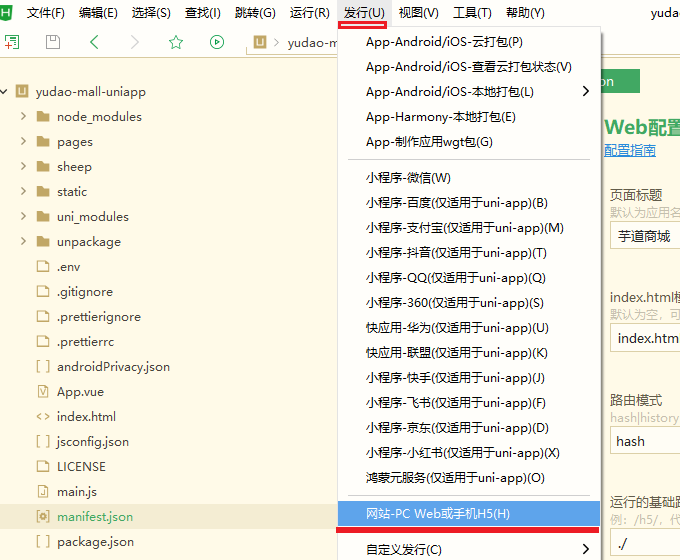 H 文件(F) 编辑(E) 选择(S) 查找(I) 跳转(G) 运行(R) 发行(U) 视图(V) 工具(T) 帮助(Y) yudao
U yudao-m
yudao-mall-uniapp
node_modules
pages
sheep
static
uni_modules
unpackage
.env
.gitignore
.prettierignore
.prettierrc
androidPrivacy.json
App.vue
index.html
jsconfig.json
LICENSE
main.js
manifest.json
package.json
App-Android/iOS-云打包(P)
App-Android/iOS-查看云打包状态(V)
App-Android/iOS-本地打包(L)
App-Harmony-本地打包(E)
App-制作应用wgt包(G)
小程序-微信(W)
小程序-百度(仅适用于uni-app)(B)
小程序-支付宝(仅适用于uni-app)(M)
小程序-抖音(仅适用于uni-app)(T)
小程序-QQ(仅适用于uni-app)(Q)
小程序-360(仅适用于uni-app)(S)
快应用-华为(仅适用于uni-app)(U)
快应用-联盟(仅适用于uni-app)(K)
小程序-快手(仅适用于uni-app)(J)
小程序-飞书(仅适用于uni-app)(F)
小程序-京东(仅适用于uni-app)(D)
小程序-小红书(仅适用于uni-app)(X)
鸿蒙元服务(仅适用于uni-app)(O)
网站-PC Web或手机H5(H)
自定义发行(C)
on
Web配置
配置指南
页面标题
默认为应用名
芋道商城
index.html模
默认为空，可
index.htm
路由模式
hash|history
hash
运行的基础路
例：/h5/，代
./